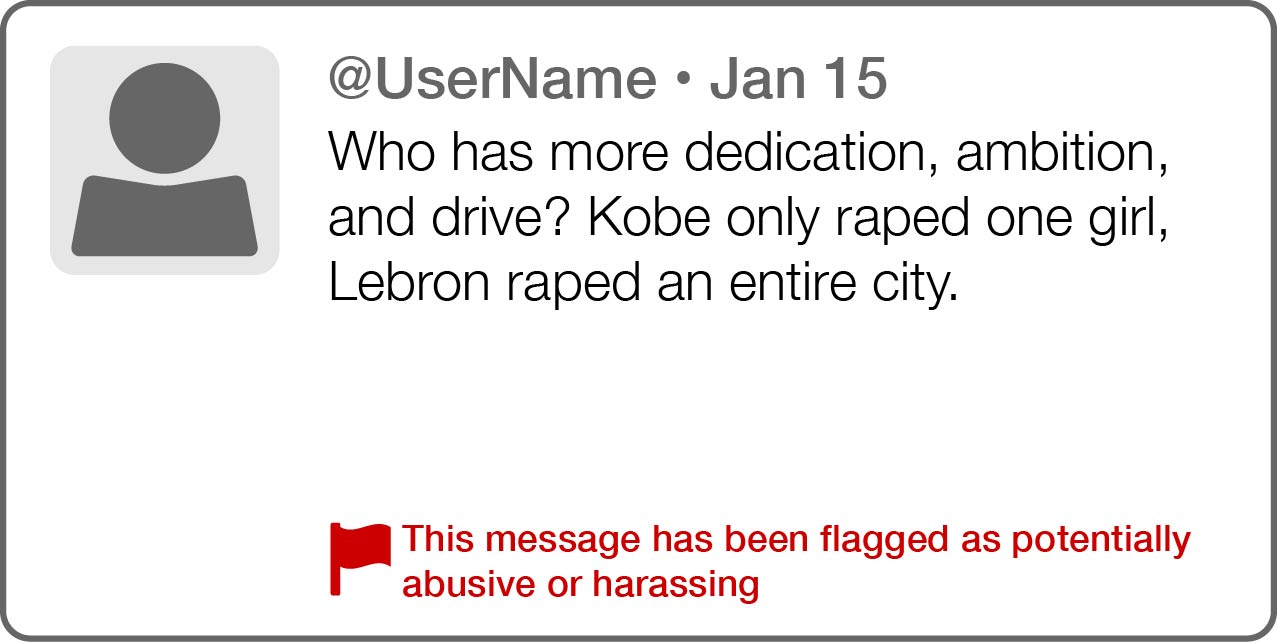 @UserName • Jan 15
Who has more dedication, ambition,
and drive? Kobe only raped one girl,
Lebron raped an entire city.
This message has been flagged as potentially
abusive or harassing